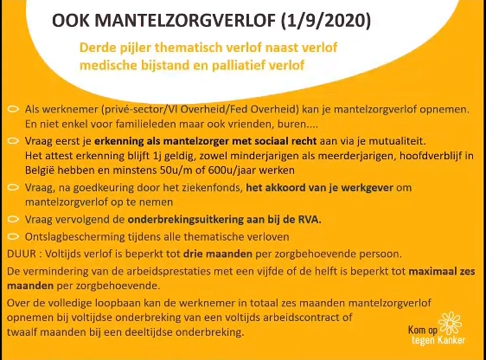 OOK MANTELZORGVERLOF (1/9/2020)
Derde pijler thematisch verlof naast verlof
medische bijstand en palliatief verlof
Als werknemer (privé-sector/Vl Overheid/Fed Overheid) kan je mantelzorgverlof opnemen.
En niet enkel voor familieleden maar ook vrienden, buren....
Vraag eerst je erkenning als mantelzorger met sociaal recht aan via je mutualiteit.
Het attest erkenning blijft 1j geldig, zowel minderjarigen als meerderjarigen, hoofdverblijf in
België hebben en minstens 50u/m of 600u/jaar werken
Vraag, na goedkeuring door het ziekenfonds, het akkoord van je werkgever om
mantelzorgverlof op te nemen
Vraag vervolgend de onderbrekingsuitkering aan bij de RVA.
Ontslagbescherming tijdens alle thematische verloven
DUUR : Voltijds verlof is beperkt tot drie maanden per zorgbehoevende persoon.
De vermindering van de arbeidsprestaties met een vijfde of de helft is beperkt tot maximaal zes
maanden per zorgbehoevende.
Over de volledige loopbaan kan de werknemer in totaal zes maanden mantelzorgverlof
opnemen bij voltijdse onderbreking van een voltijds arbeidscontract of
twaalf maanden bij een deeltijdse onderbreking.
Kom op
tegen Kanker